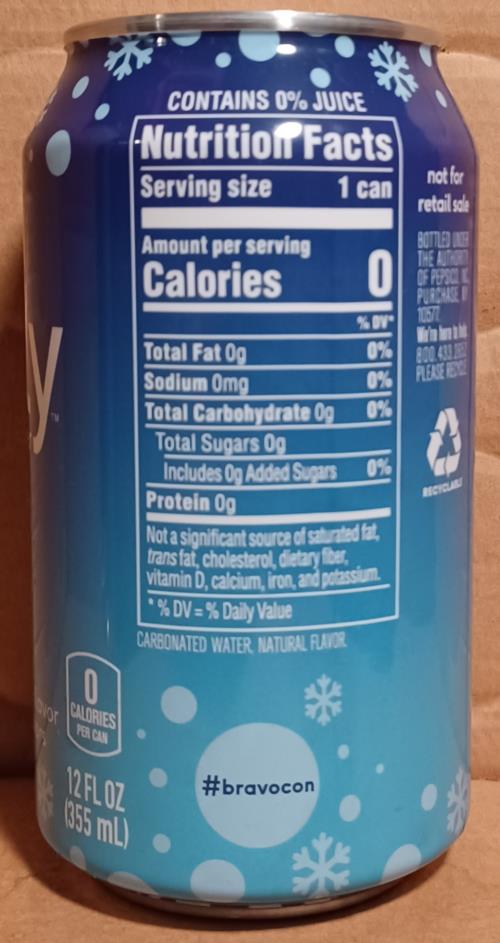 CONTAINS 0% JUICE
Nutrition Facts
Serving size 1 can
Amount per serving
Calories 0
% DV*
Total Fat 0g 0%
Sodium 0mg 0%
Total Carbohydrate 0g 0%
Total Sugars 0g
Includes 0g Added Sugars 0%
Protein 0g
Not a significant source of saturated fat,
trans fat, cholesterol, dietary fiber,
vitamin D, calcium, iron, and potassium.
* % DV = % Daily Value
CARBONATED WATER, NATURAL FLAVOR.
not for
retail sale
BOTTLED UNDER
THE AUTHORITY
OF PEPSICO, INC.
PURCHASE, NY
10577.
We're here to help.
800.433.2652
PLEASE RECYCLE
RECYCLABLE
y™
0
CALORIES
PER CAN
12 FL OZ
(355 mL)
#bravocon